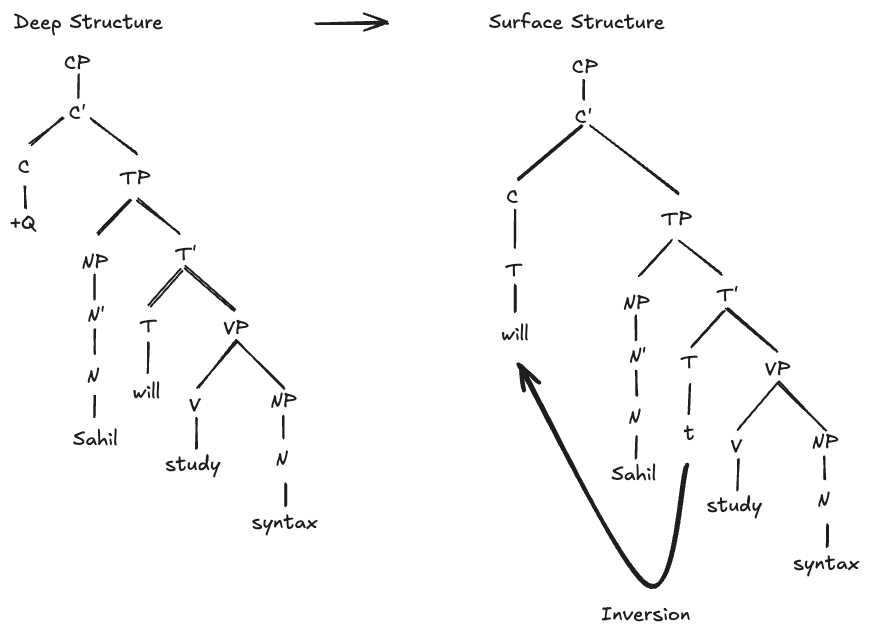 Deep Structure
Surface Structure
CP
C'
C
TP
+Q
NP
T'
N'
T
VP
N
will
V
NP
Sahil
study
N
syntax
CP
C'
C
TP
T
NP
T'
will
N'
T
VP
N
t
V
NP
Sahil
study
N
syntax
Inversion